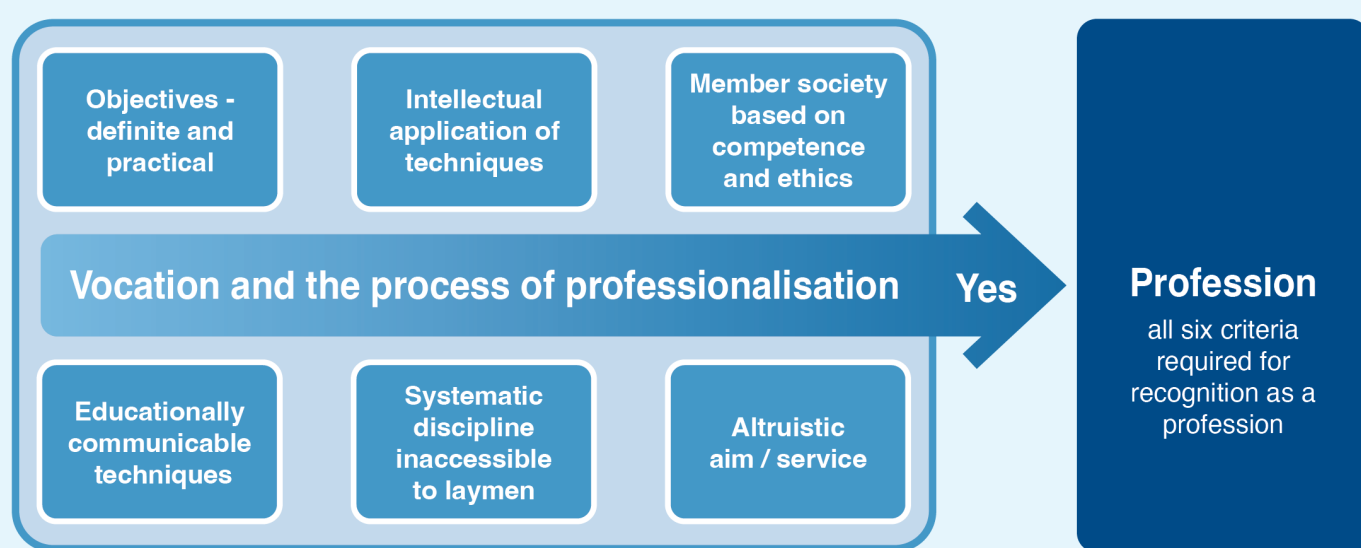 Objectives -
definite and
practical
Intellectual
application of
techniques
Member society
based on
competence
and ethics
Vocation and the process of professionalisation
Yes
Educationally
communicable
techniques
Systematic
discipline
inaccessible
to laymen
Altruistic
aim / service
Profession
all six criteria
required for
recognition as a
profession